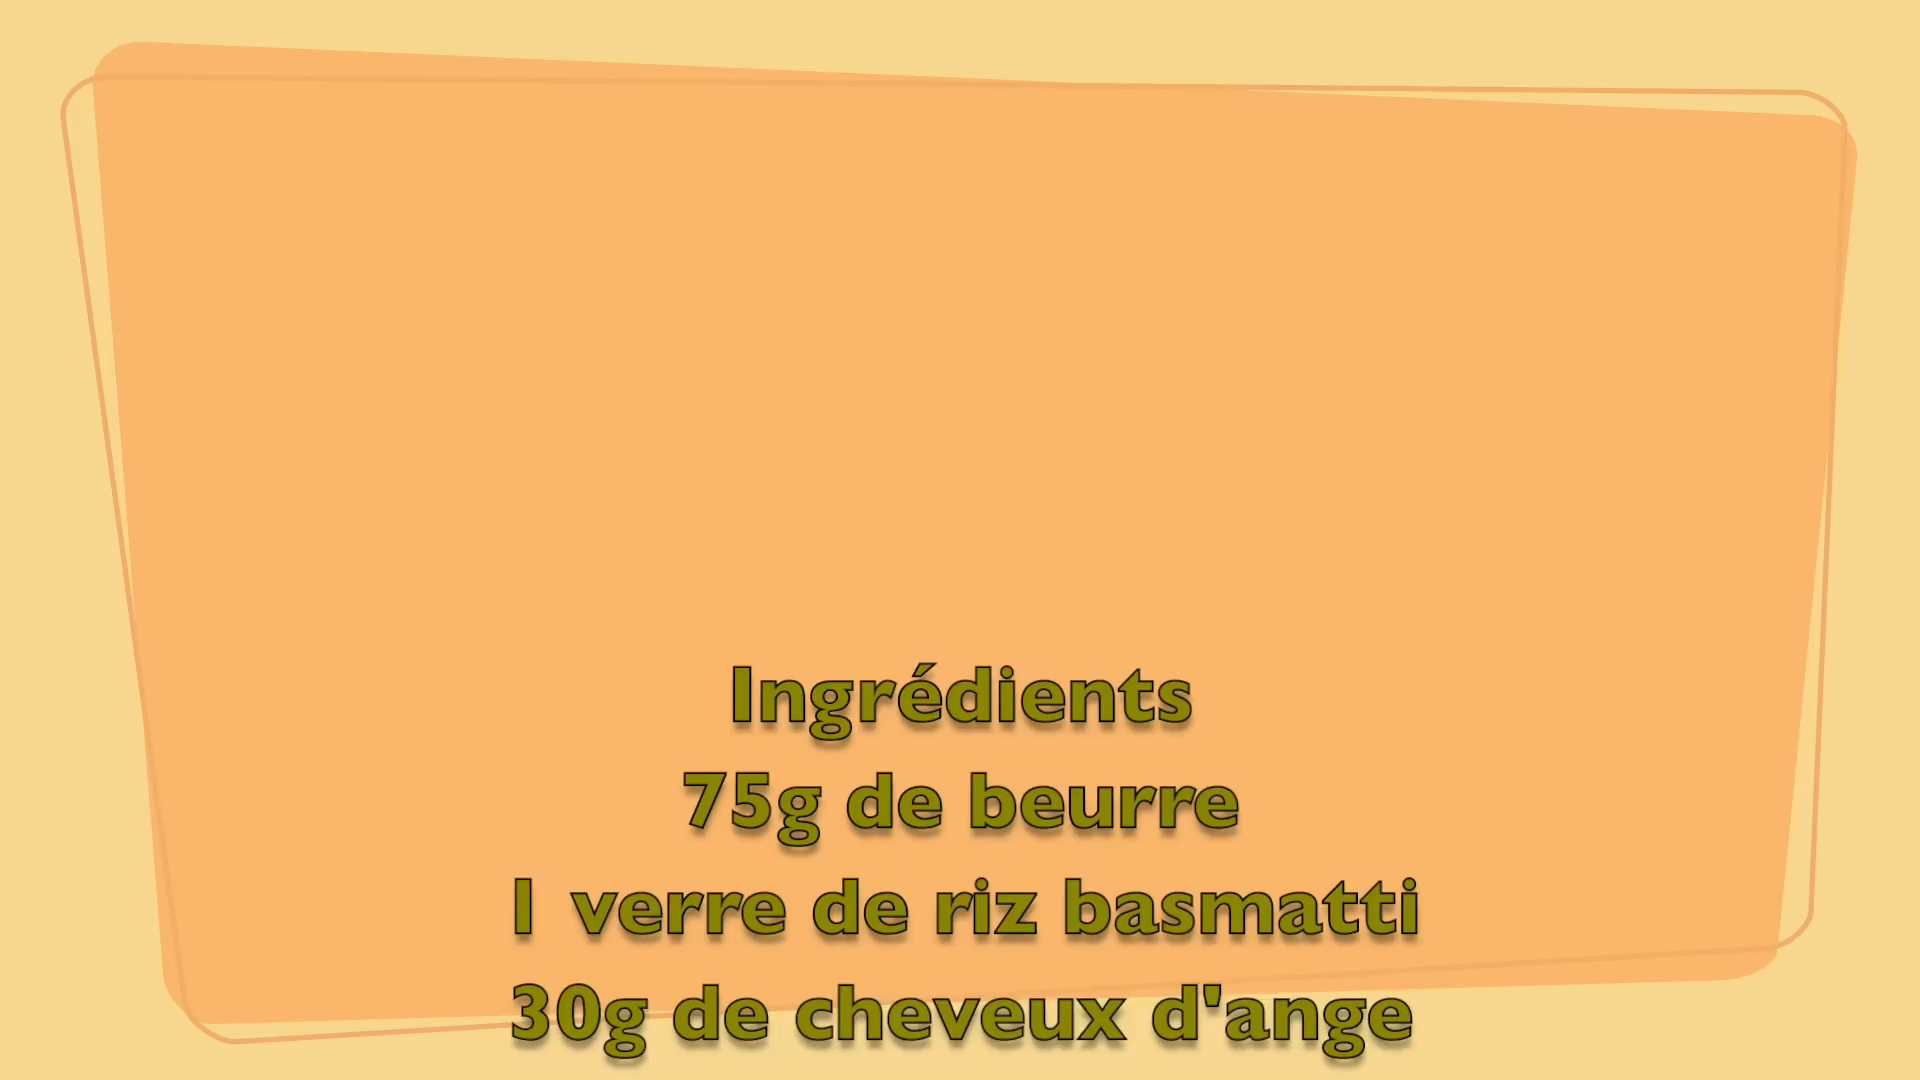 Ingrédients
75g de beurre
1 verre de riz basmatti
30g de cheveux d'ange